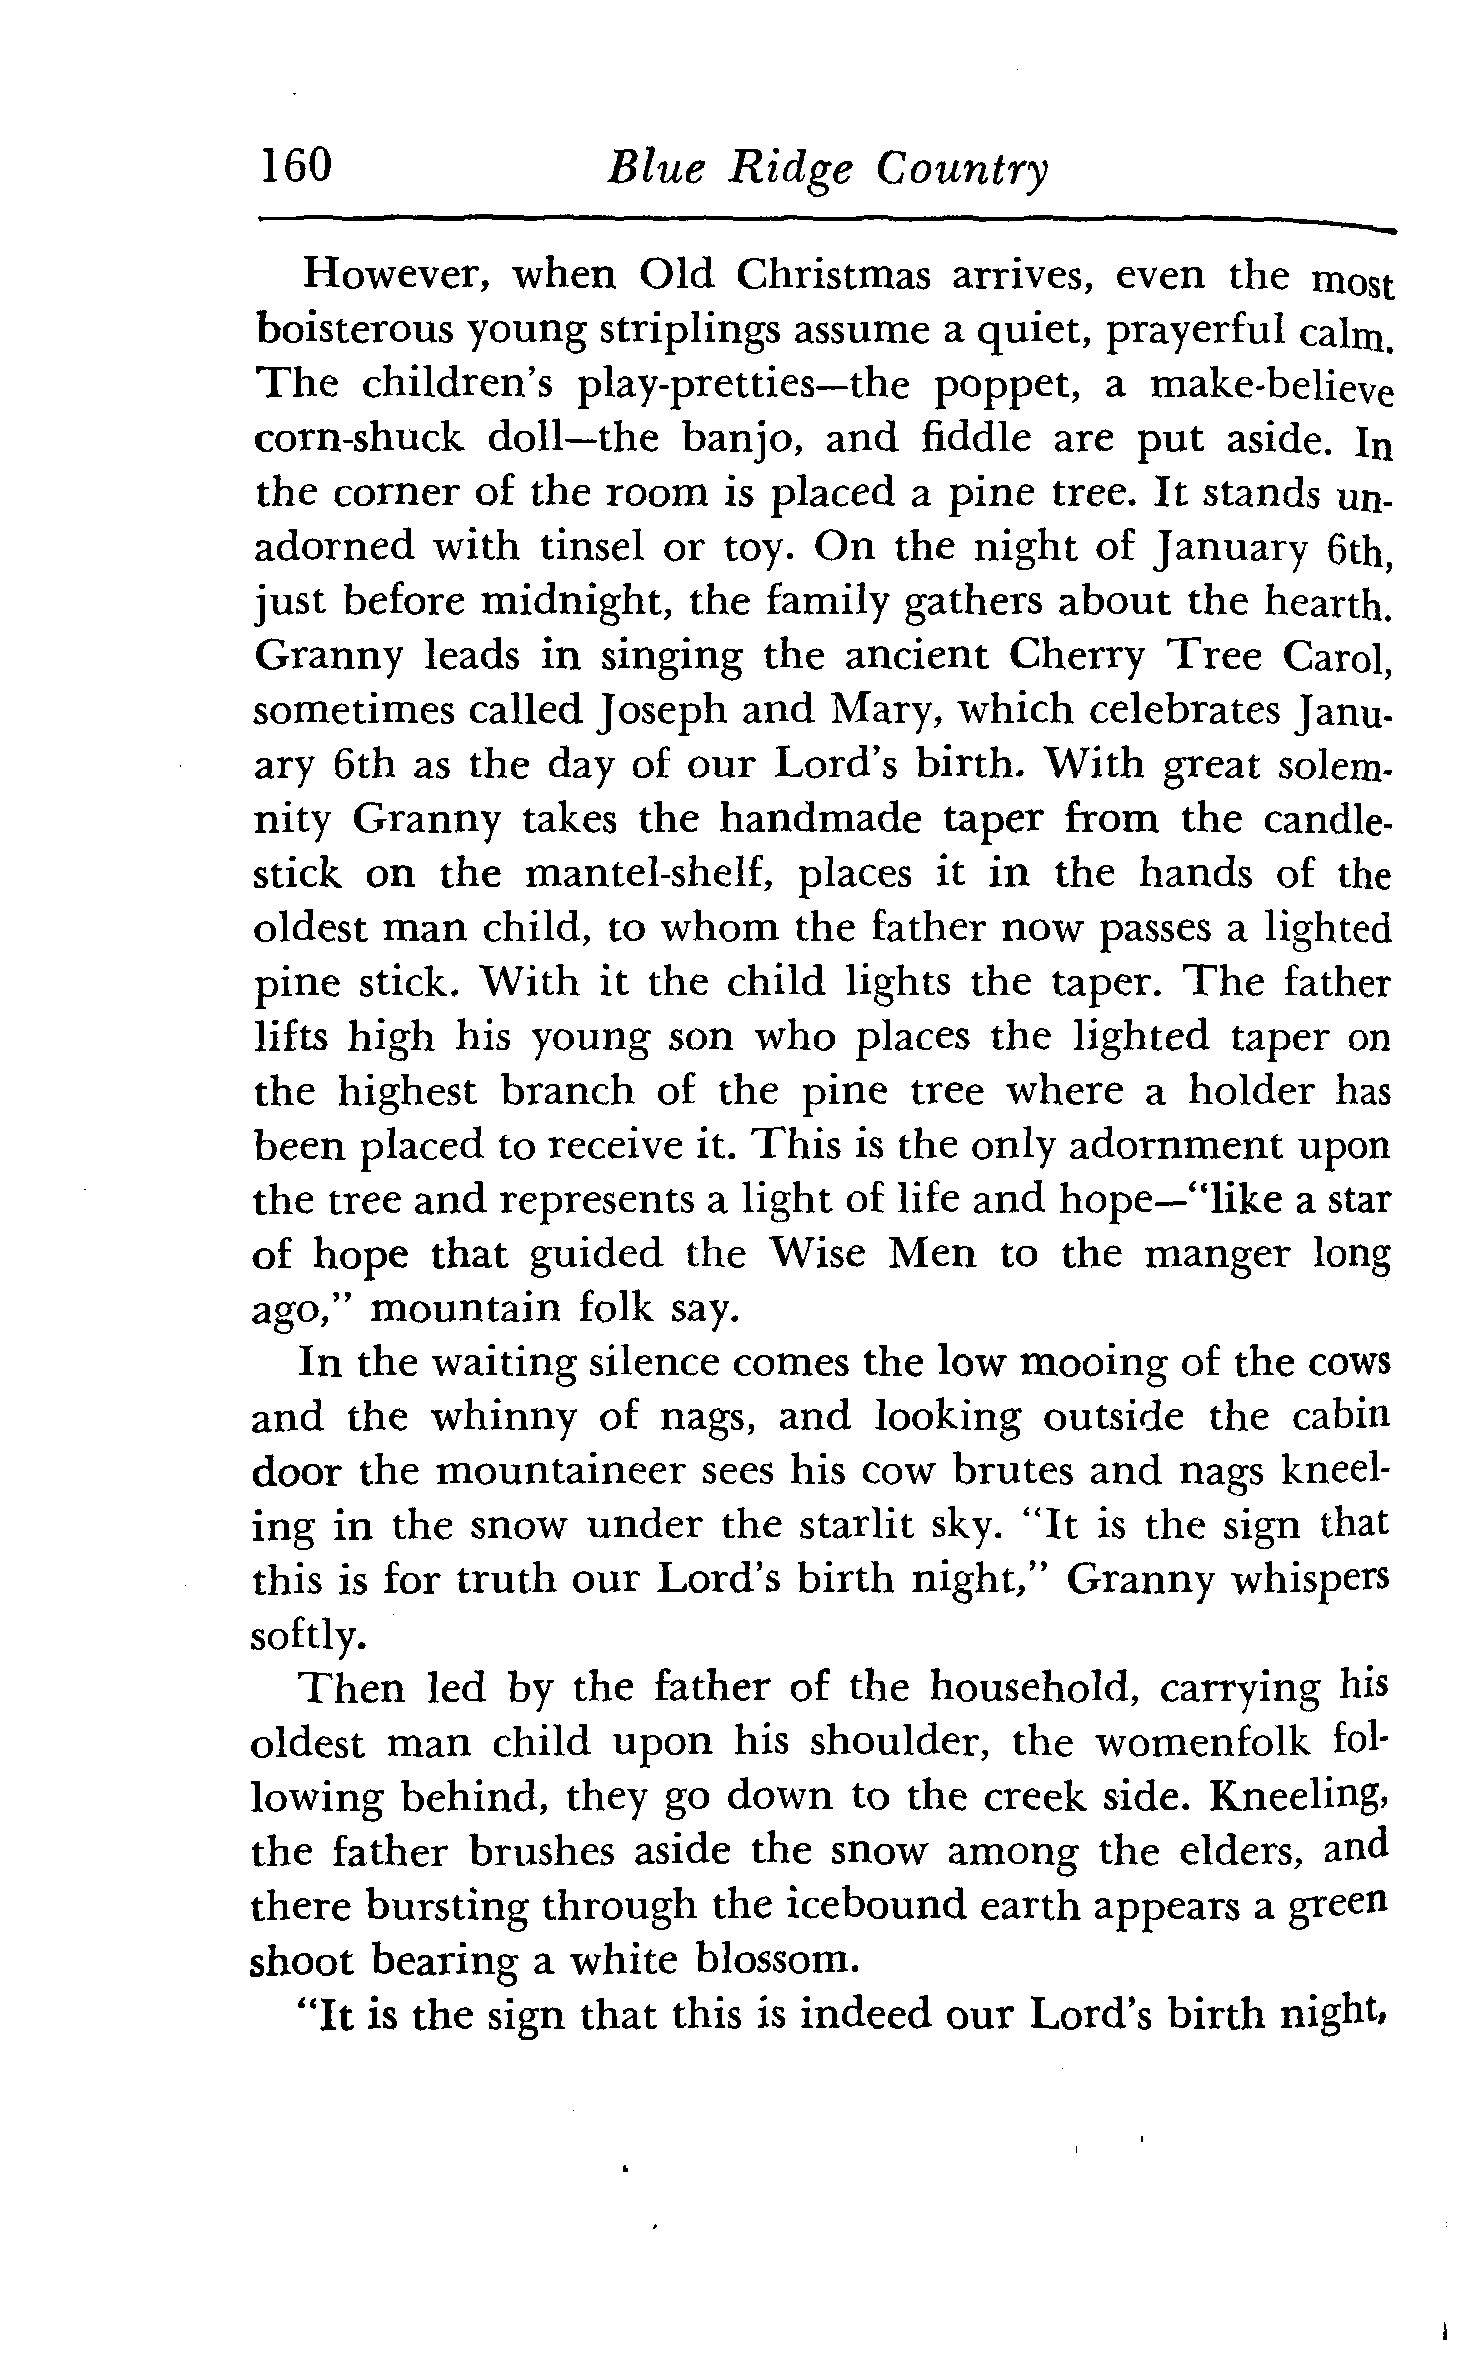 160 Blue Ridge Country
However, when Old Christmas arrives, even the most
boisterous young striplings assume a quiet, prayerful calm.
The children's play-pretties—the poppet, a make-believe
corn-shuck doll—the banjo, and fiddle are put aside. In
the corner of the room is placed a pine tree. It stands un-
adorned with tinsel or toy. On the night of January 6th,
just before midnight, the family gathers about the hearth.
Granny leads in singing the ancient Cherry Tree Carol,
sometimes called Joseph and Mary, which celebrates Janu-
ary 6th as the day of our Lord's birth. With great solem-
nity Granny takes the handmade taper from the candle-
stick on the mantel-shelf, places it in the hands of the
oldest man child, to whom the father now passes a lighted
pine stick. With it the child lights the taper. The father
lifts high his young son who places the lighted taper on
the highest branch of the pine tree where a holder has
been placed to receive it. This is the only adornment upon
the tree and represents a light of life and hope—"like a star
of hope that guided the Wise Men to the manger long
ago," mountain folk say.
In the waiting silence comes the low mooing of the cows
and the whinny of nags, and looking outside the cabin
door the mountaineer sees his cow brutes and nags kneel-
ing in the snow under the starlit sky. "It is the sign that
this is for truth our Lord's birth night," Granny whispers
softly.
Then led by the father of the household, carrying his
oldest man child upon his shoulder, the womenfolk fol-
lowing behind, they go down to the creek side. Kneeling,
the father brushes aside the snow among the elders, and
there bursting through the icebound earth appears a green
shoot bearing a white blossom.
"It is the sign that this is indeed our Lord's birth night,